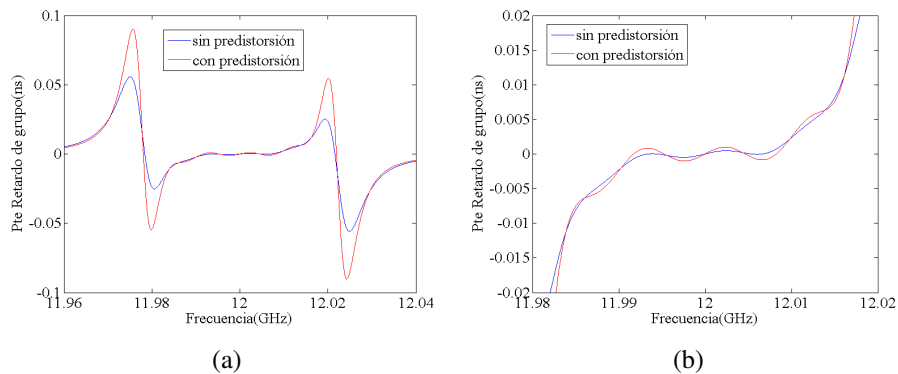 0.1
0.05
0
-0.05
-0.1
Pte Retardo de grupo(ns)
sin predistorsión
con predistorsión
11.96
11.98
12
12.02
12.04
Frecuencia(GHz)
(a)
0.02
0.015
0.01
0.005
0
-0.005
-0.01
-0.015
-0.02
Pte Retardo de grupo(ns)
sin predistorsión
con predistorsión
11.98
11.99
12
12.01
12.02
Frecuencia(GHz)
(b)